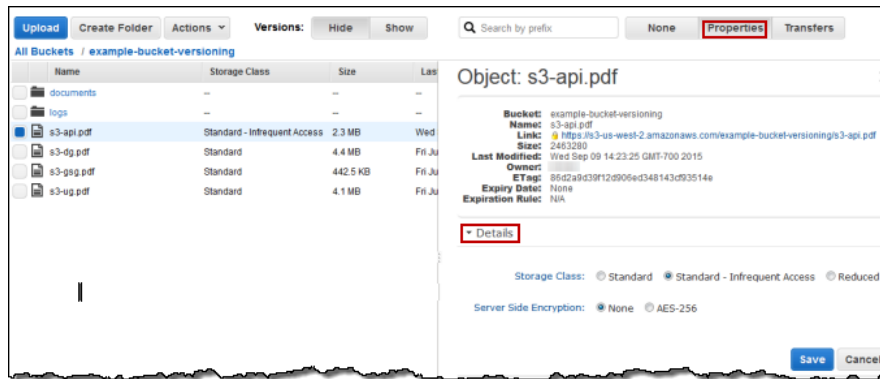 Upload Create Folder Actions Versions: Hide Show Search by prefix None Properties Transfers
All Buckets / example-bucket-versioning
Name Storage Class Size Las
documents -- -- --
logs -- -- --
s3-api.pdf Standard - Infrequent Access 2.3 MB Wed
s3-dg.pdf Standard 4.4 MB Fri Ju
s3-gsg.pdf Standard 442.5 KB Fri Ju
s3-ug.pdf Standard 4.1 MB Fri Ju
Object: s3-api.pdf
Bucket: example-bucket-versioning
Name: s3-api.pdf
Link: https://s3-us-west-2.amazonaws.com/example-bucket-versioning/s3-api.pdf
Size: 2463280
Last Modified: Wed Sep 09 14:23:25 GMT-700 2015
Owner:
ETag: 86d2a9d39f12d906ed348143cf93514e
Expiry Date: None
Expiration Rule: N/A
Details
Storage Class: Standard Standard - Infrequent Access Reduced
Server Side Encryption: None AES-256
Save Cancel